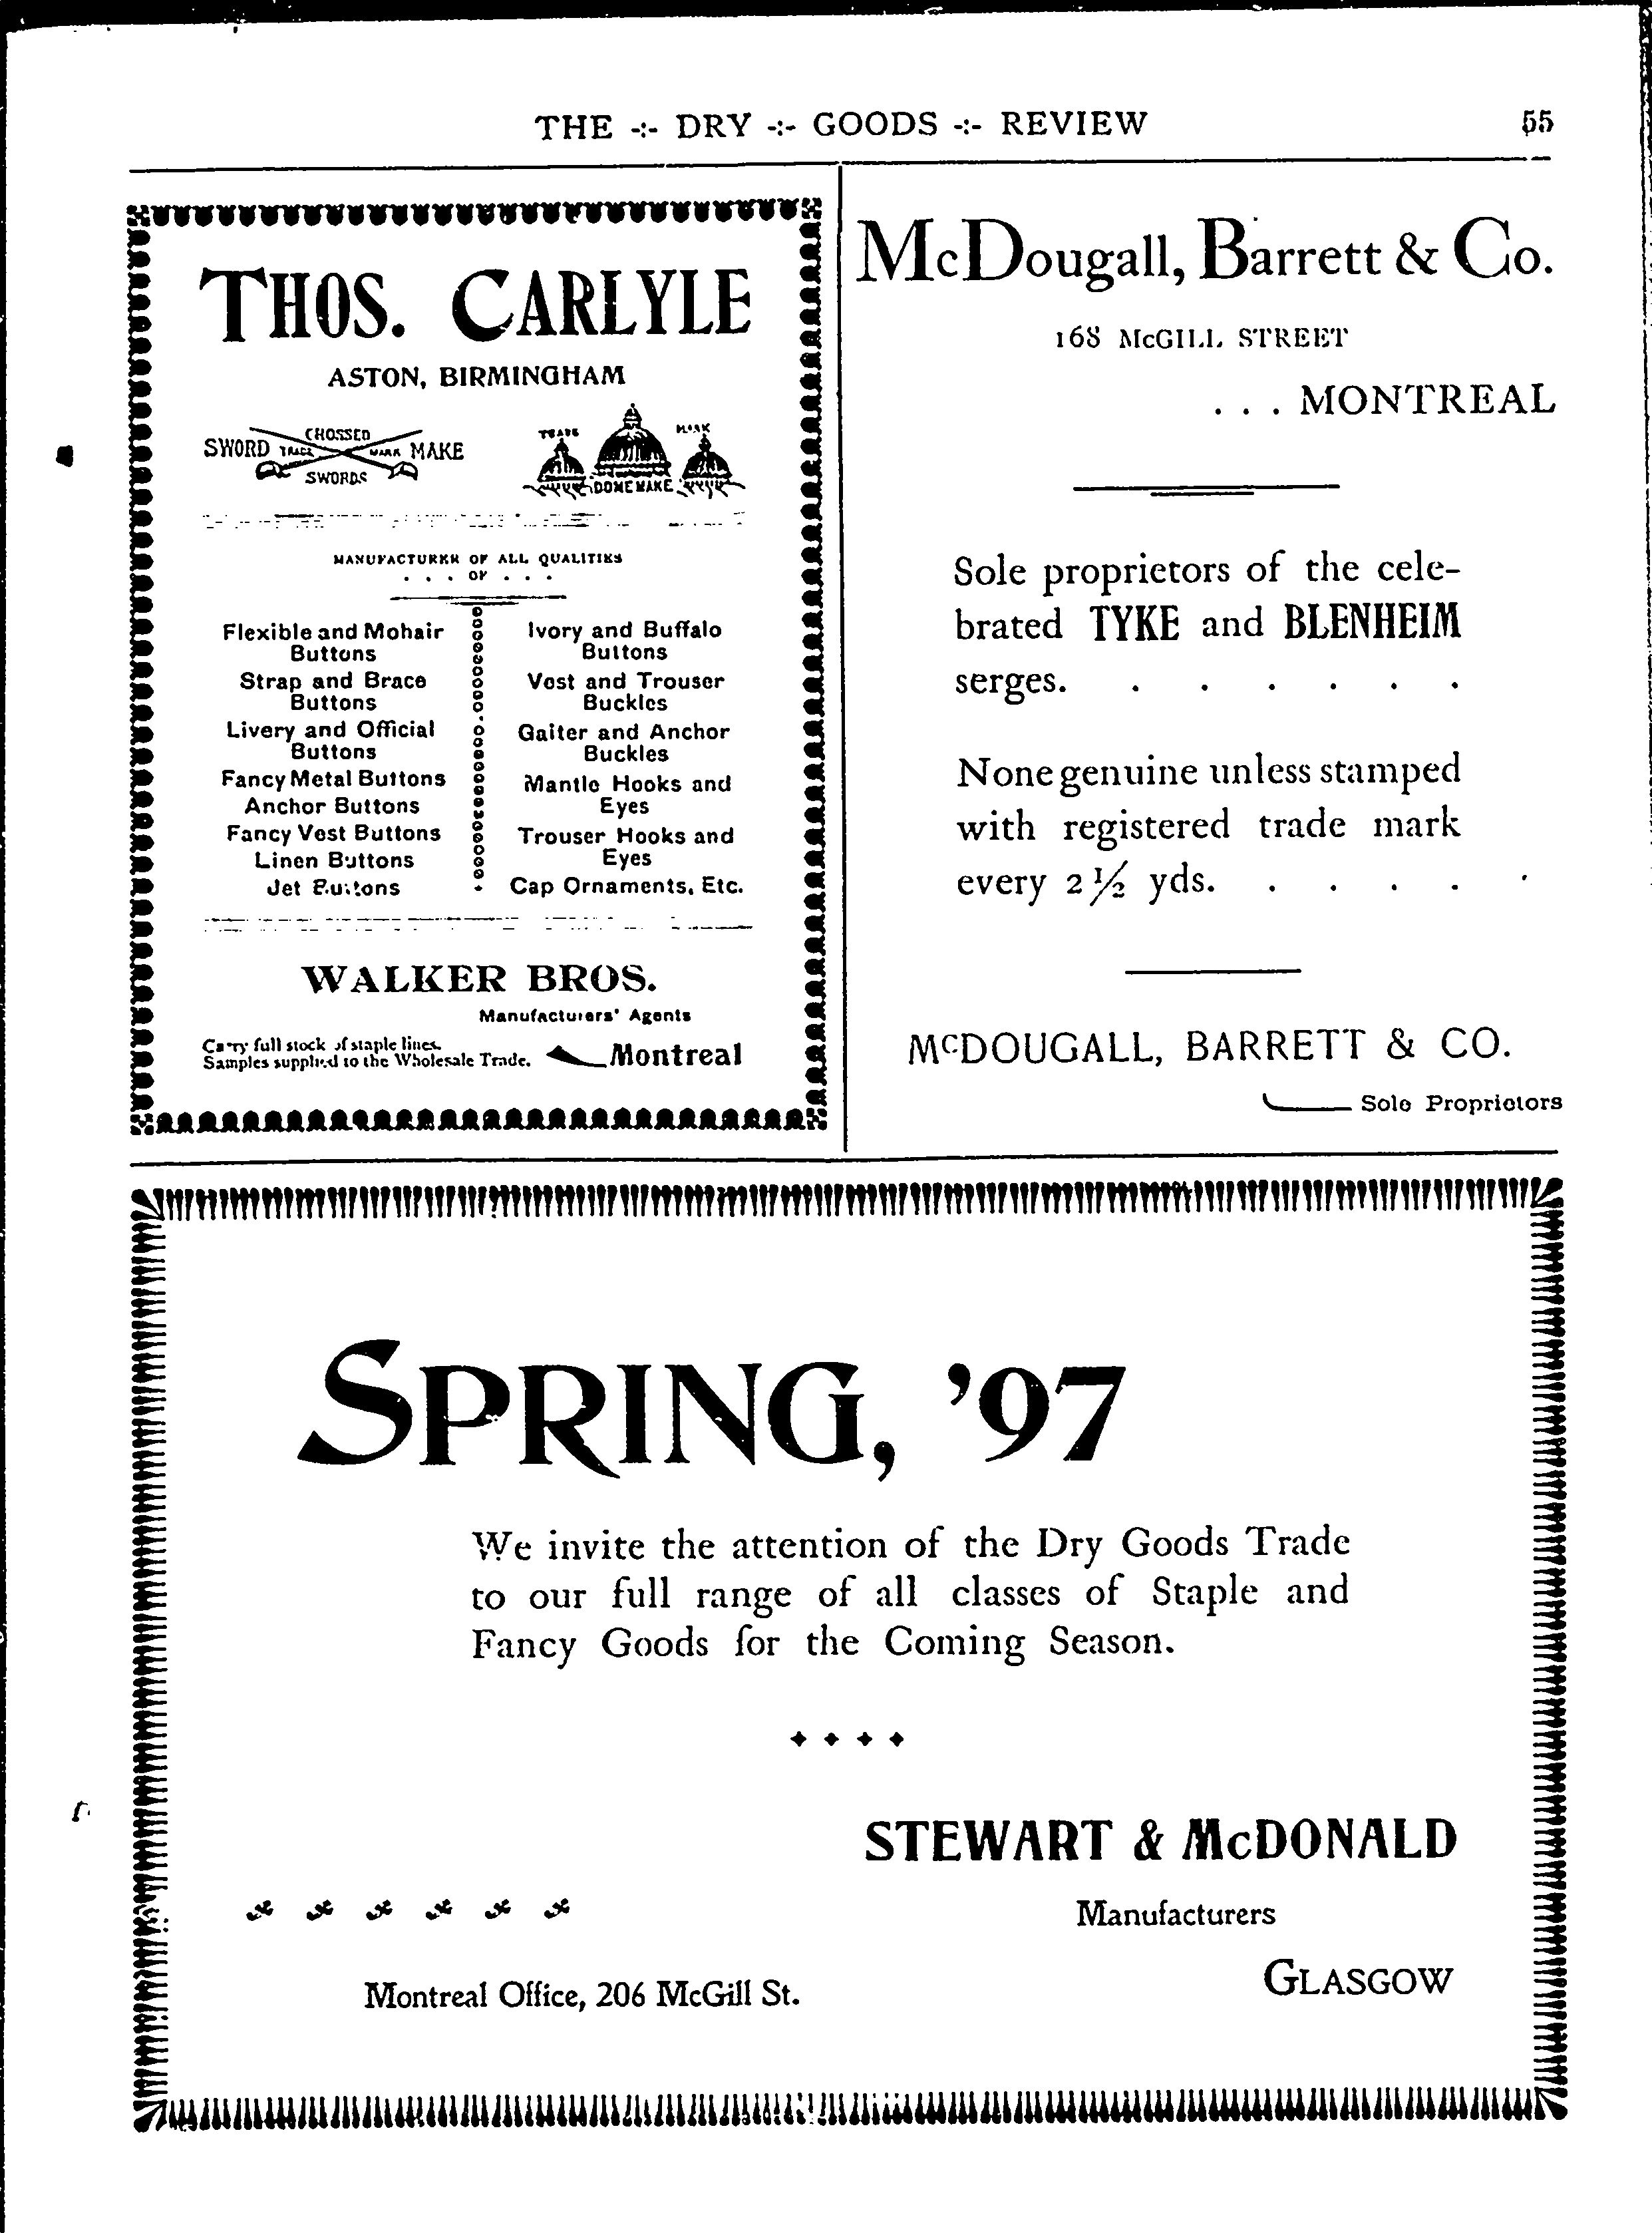 THE -:- DRY -:- GOODS -:- REVIEW
55
THOS. CARLYLE
ASTON, BIRMINGHAM
CROSSED
SWORD TRADE MARK MAKE
SWORDS
TRADE MARK
DOME MAKE
MANUFACTURER OF ALL QUALITIES
. . . OF . . .
Flexible and Mohair
Buttons
Strap and Brace
Buttons
Livery and Official
Buttons
Fancy Metal Buttons
Anchor Buttons
Fancy Vest Buttons
Linen Buttons
Jet Buttons
Ivory and Buffalo
Buttons
Vest and Trouser
Buckles
Gaiter and Anchor
Buckles
Mantle Hooks and
Eyes
Trouser Hooks and
Eyes
Cap Ornaments, Etc.
WALKER BROS.
Manufacturers' Agents
Carry full stock of staple lines.
Samples supplied to the Wholesale Trade.
Montreal
McDougall, Barrett & Co.
168 McGILL STREET
. . . MONTREAL
Sole proprietors of the cele-
brated TYKE and BLENHEIM
serges. . . . . . .
None genuine unless stamped
with registered trade mark
every 2½ yds. . . . . .
McDOUGALL, BARRETT & CO.
Sole Proprietors
SPRING, '97
We invite the attention of the Dry Goods Trade
to our full range of all classes of Staple and
Fancy Goods for the Coming Season.
STEWART & McDONALD
Manufacturers
GLASGOW
Montreal Office, 206 McGill St.